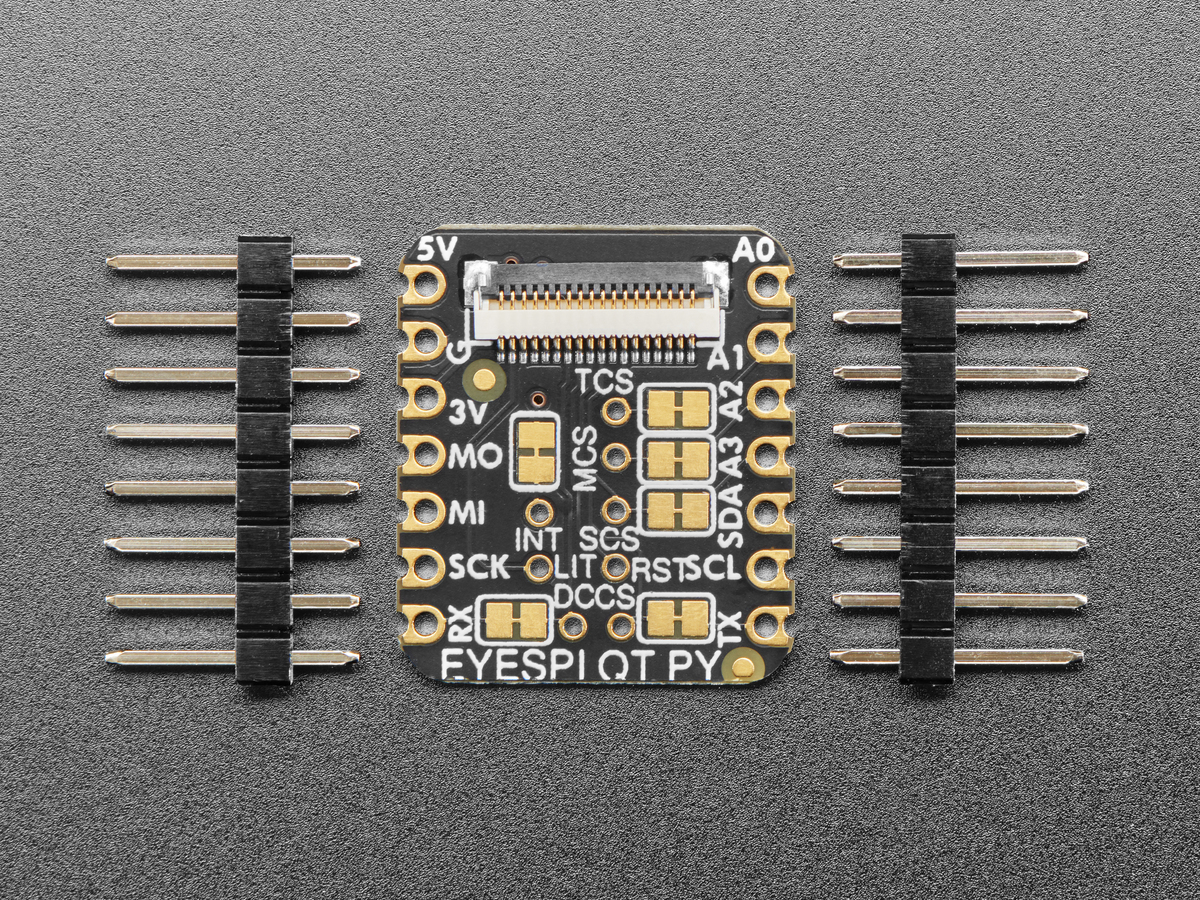 5V
A0
G
A1
TCS
3V
A2
MO
MCS
A3
MI
SDA
INT
SCS
SCK
LIT
RST
SCL
DCCS
RX
TX
EYESPI QT PY